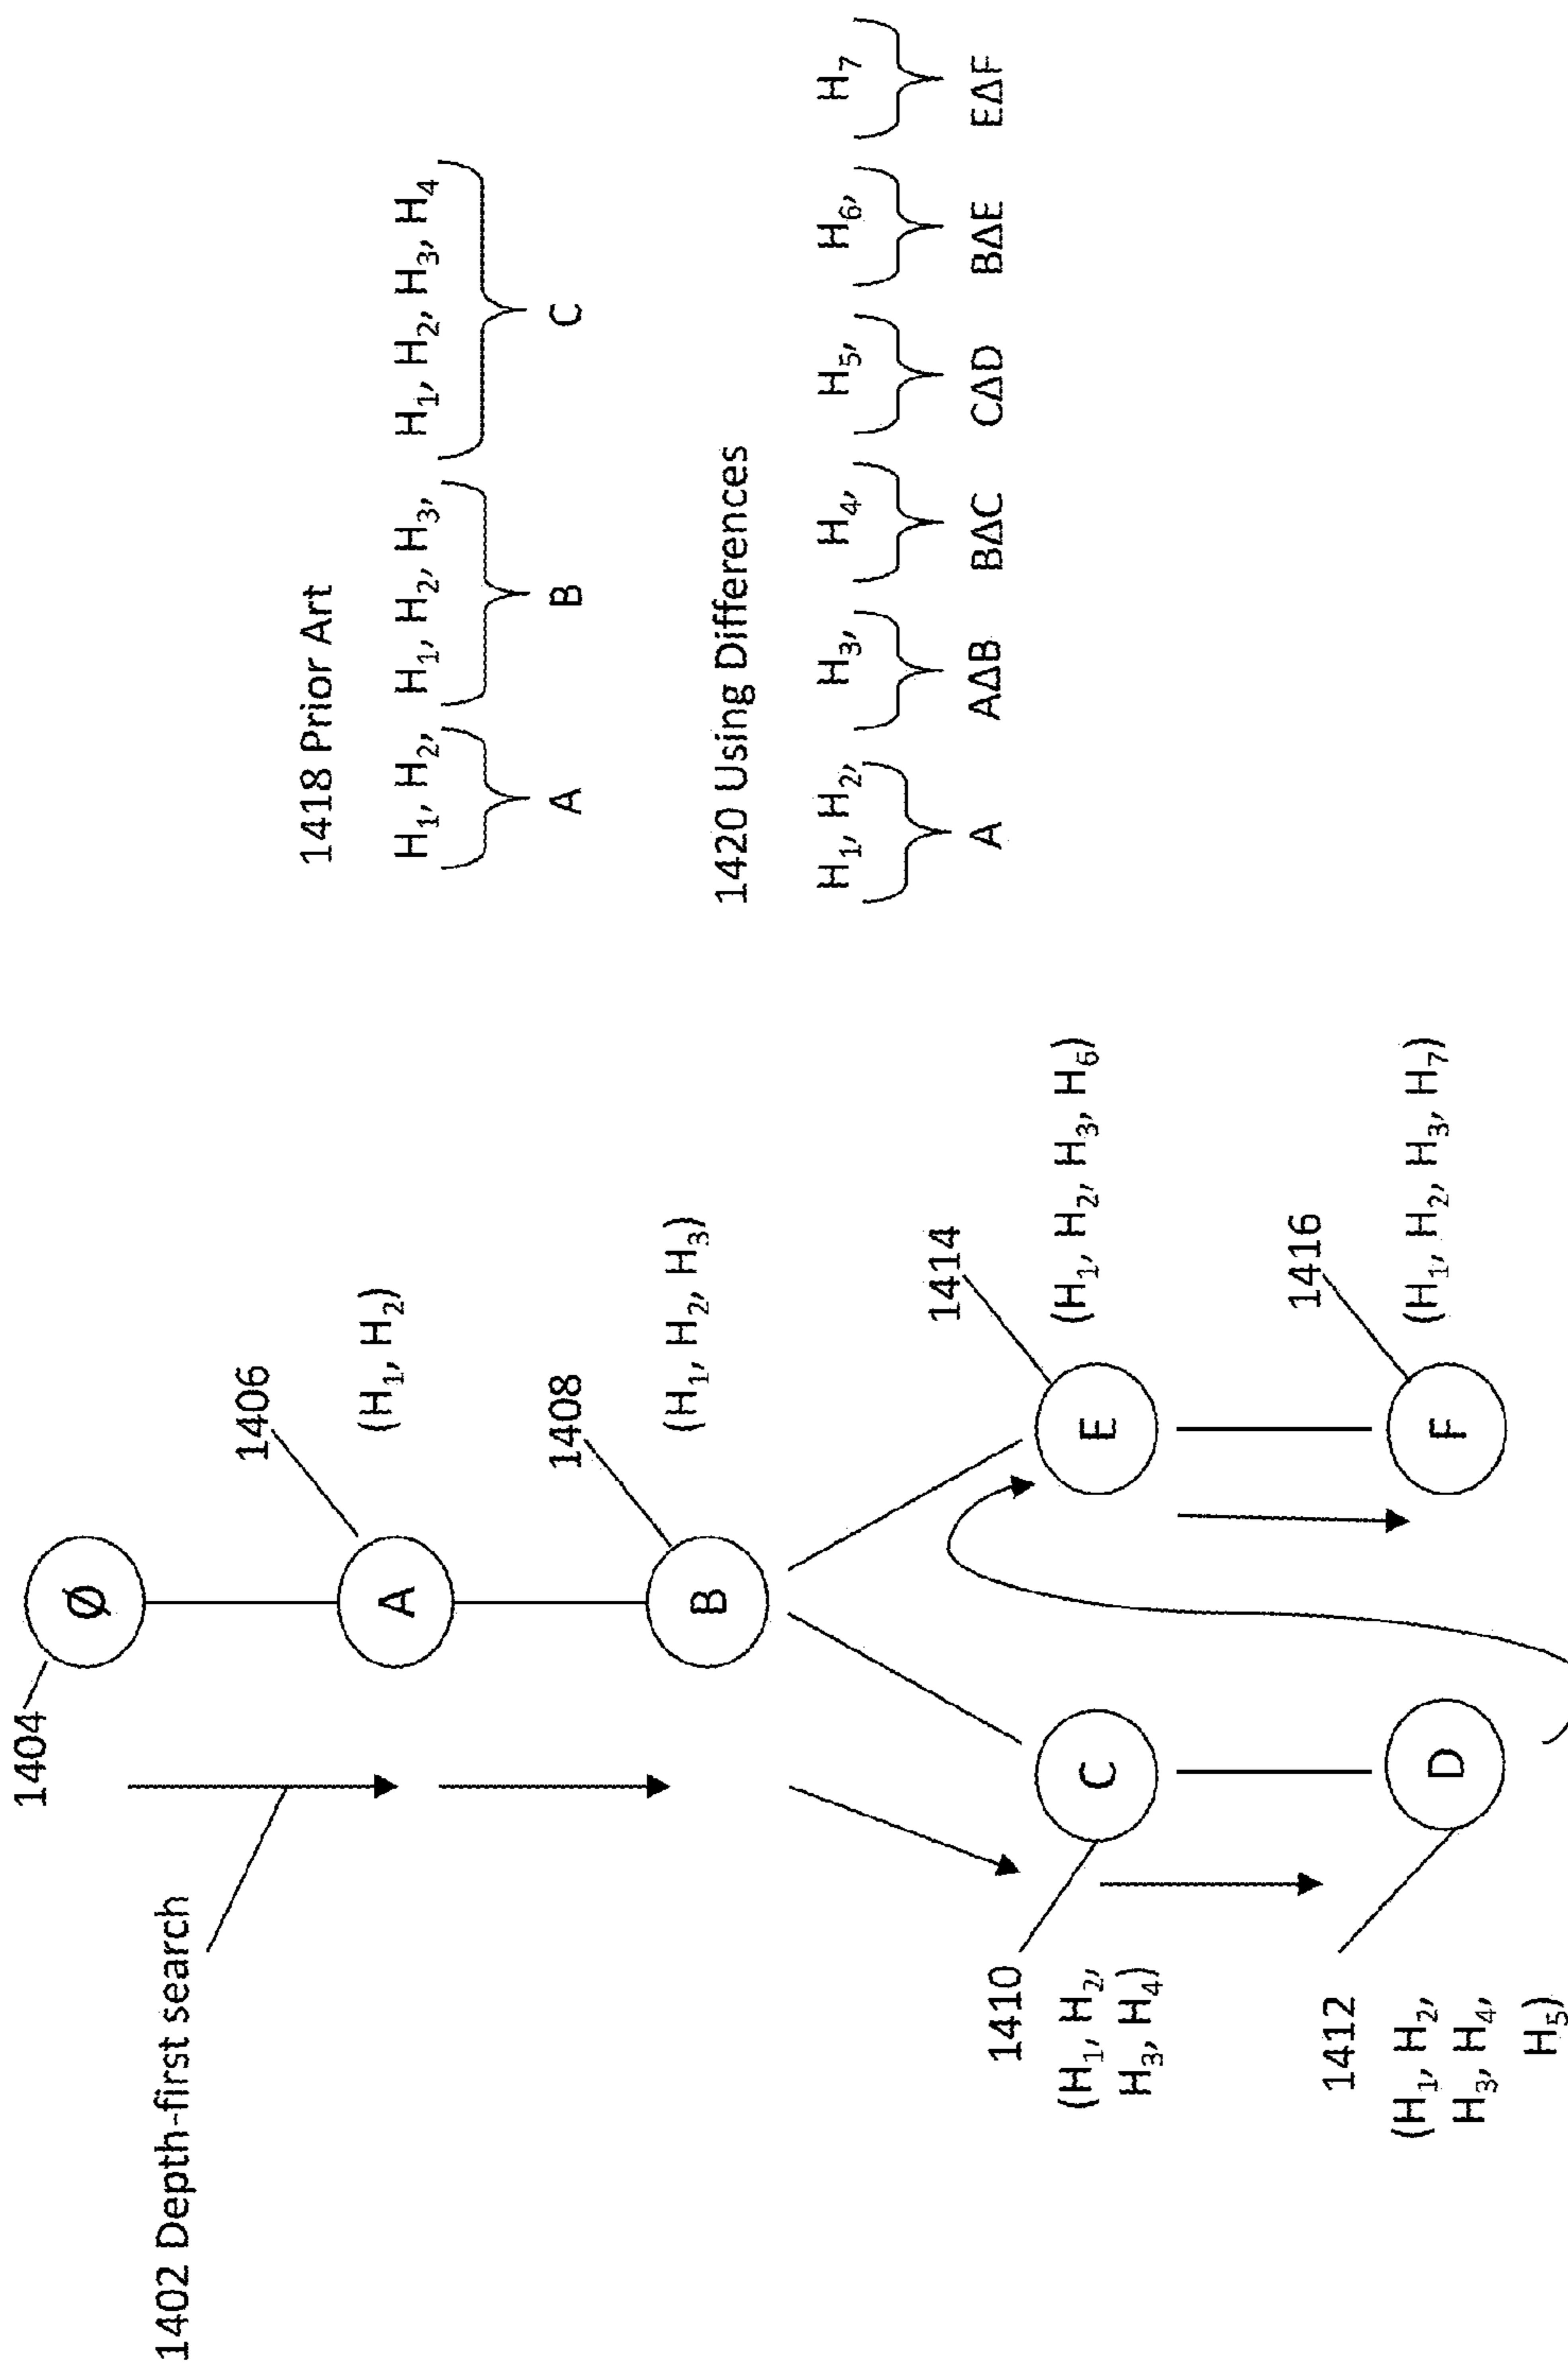 1402 Depth-first search
1404
Ø
1406
A
(H₁, H₂)
1408
B
(H₁, H₂, H₃)
1410
(H₁, H₂,
H₃, H₄)
C
1414
E
(H₁, H₂, H₃, H₆)
1412
(H₁, H₂,
H₃, H₄,
H₅)
D
1416
F
(H₁, H₂, H₃, H₇)
1418 Prior Art
H₁, H₂, H₁, H₂, H₃, H₁, H₂, H₃, H₄
A B C
1420 Using Differences
H₁, H₂, H₃, H₄, H₅, H₆, H₇
A AΔB BΔC CΔD BΔE EΔF